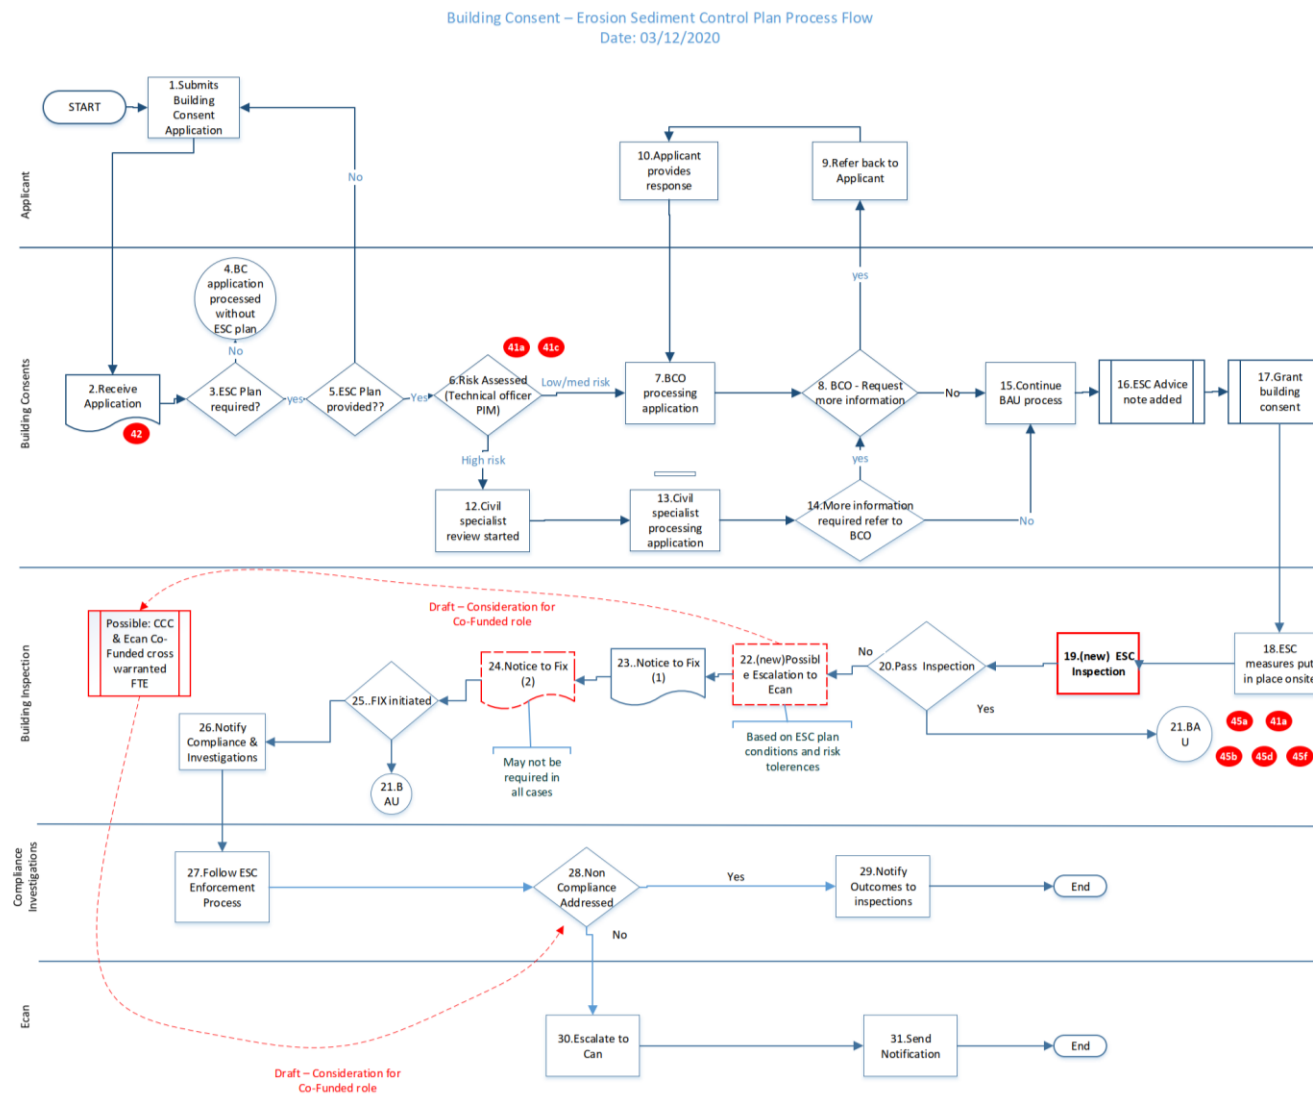 Building Consent – Erosion Sediment Control Plan Process Flow
Date: 03/12/2020
START
1.Submits
Building
Consent
Application
No
10.Applicant
provides
response
9.Refer back to
Applicant
Applicant
yes
4.BC
application
processed
without
ESC plan
No
Building Consents
2.Receive
Application
42
3.ESC Plan
required?
yes
5.ESC Plan
provided??
Yes
41a
41c
6.Risk Assessed
(Technical officer
PIM)
Low/med risk
7.BCO
processing
application
8. BCO - Request
more information
No
15.Continue
BAU process
16.ESC Advice
note added
17.Grant
building
consent
High risk
yes
12.Civil
specialist
review started
13.Civil
specialist
processing
application
14.More information
required refer to
BCO
No
Building Inspection
Possible: CCC
& Ecan Co-
Funded cross
warranted
FTE
Draft – Consideration for
Co-Funded role
25..FIX initiated
24.Notice to Fix
(2)
23..Notice to Fix
(1)
22.(new)Possibl
e Escalation to
Ecan
No
20.Pass Inspection
19.(new) ESC
Inspection
18.ESC
measures put
in place onsite
Yes
21.BA
U
45a
41a
45b
45d
45f
26.Notify
Compliance &
Investigations
21.B
AU
May not be
required in
all cases
Based on ESC plan
conditions and risk
tolerences
Compliance
Investigations
27.Follow ESC
Enforcement
Process
28.Non
Compliance
Addressed
Yes
29.Notify
Outcomes to
inspections
End
No
Ecan
30.Escalate to
Can
31.Send
Notification
End
Draft – Consideration for
Co-Funded role